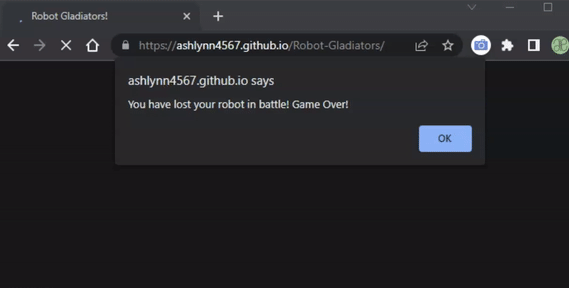 Robot Gladiators!
https://ashlynn4567.github.io/Robot-Gladiators/
ashlynn4567.github.io says
You have lost your robot in battle! Game Over!
OK